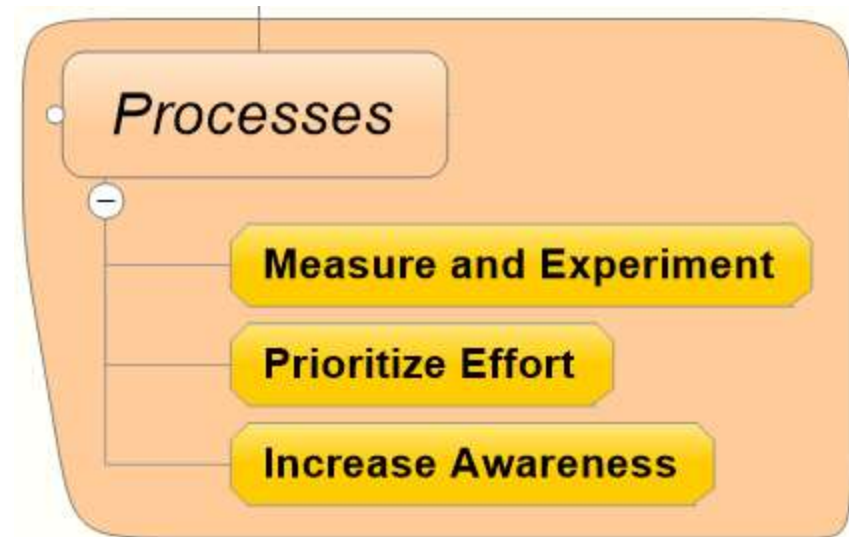 Processes
Measure and Experiment
Prioritize Effort
Increase Awareness